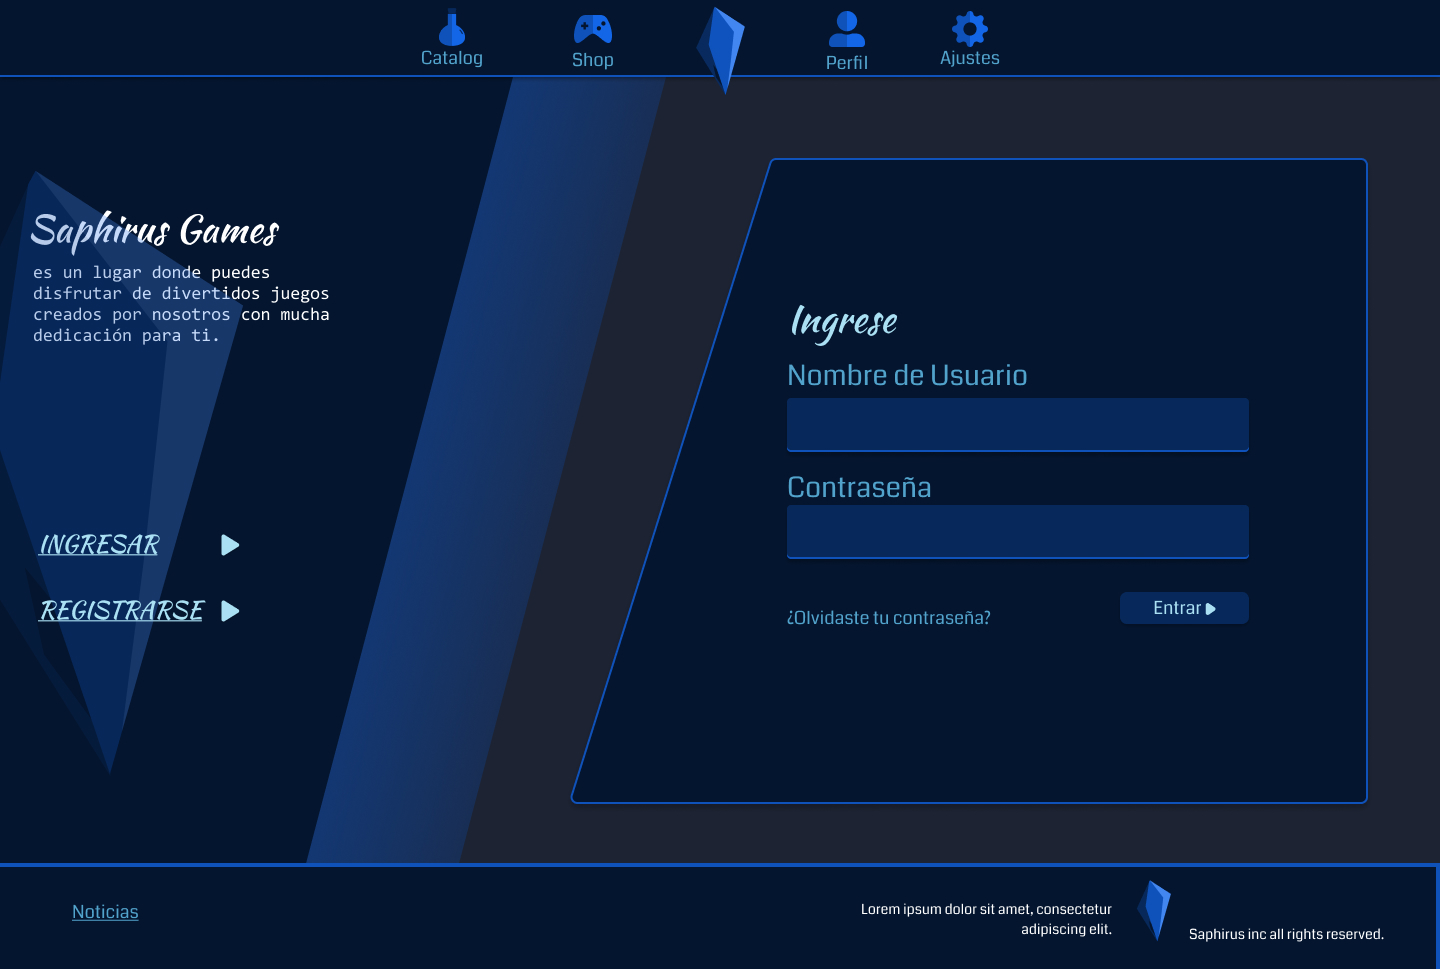 Catalog
Shop
Perfil
Ajustes
Saphirus Games
es un lugar donde puedes
disfrutar de divertidos juegos
creados por nosotros con mucha
dedicación para ti.
INGRESAR
REGISTRARSE
Ingrese
Nombre de Usuario
Contraseña
¿Olvidaste tu contraseña?
Entrar
Noticias
Lorem ipsum dolor sit amet, consectetur
adipiscing elit.
Saphirus inc all rights reserved.